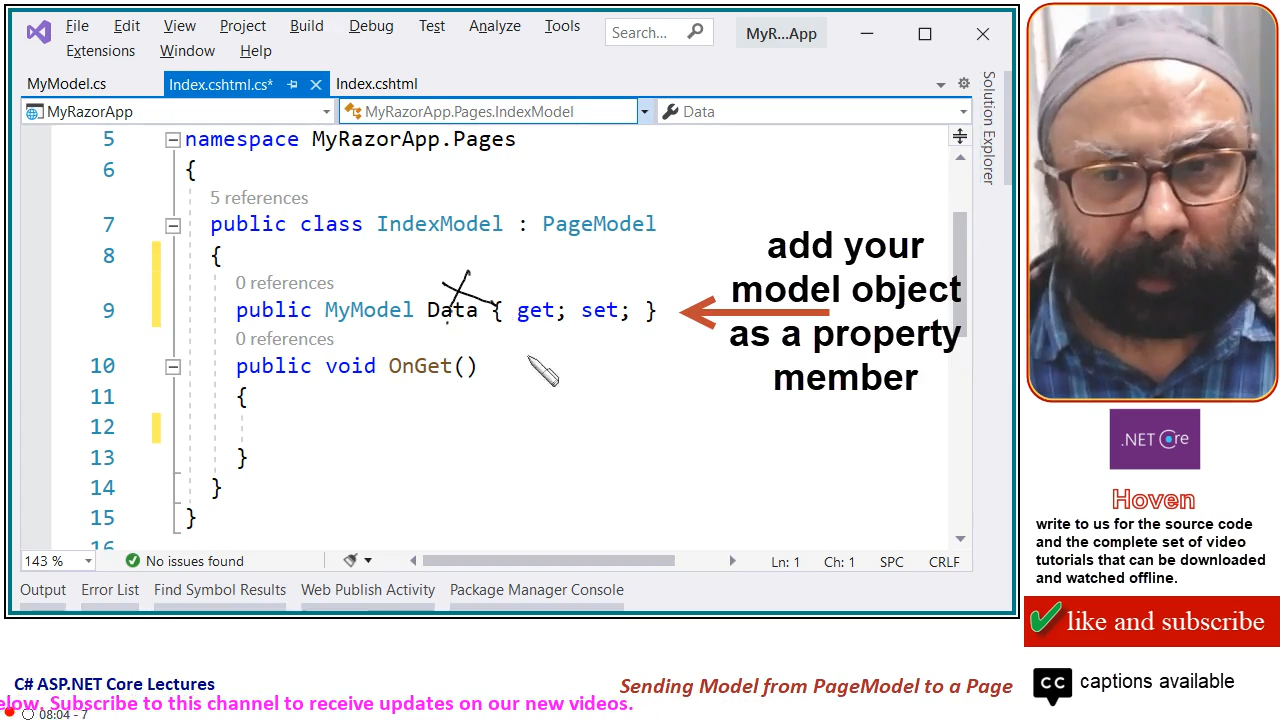 File Edit View Project Build Debug Test Analyze Tools Search... MyR...App
Extensions Window Help
MyModel.cs Index.cshtml.cs* Index.cshtml
MyRazorApp MyRazorApp.Pages.IndexModel Data
Solution Explorer
5 namespace MyRazorApp.Pages
6 {
5 references
7 public class IndexModel : PageModel
8 {
0 references
9 public MyModel Data { get; set; }
0 references
10 public void OnGet()
11 {
12
13 }
14 }
15 }
16
add your
model object
as a property
member
143 % No issues found Ln: 1 Ch: 1 SPC CRLF
Output Error List Find Symbol Results Web Publish Activity Package Manager Console
.NET Core
Hoven
write to us for the source code
and the complete set of video
tutorials that can be downloaded
and watched offline.
like and subscribe
CC captions available
C# ASP.NET Core Lectures
Sending Model from PageModel to a Page
elow. Subscribe to this channel to receive updates on our new videos.
08:04 - 7